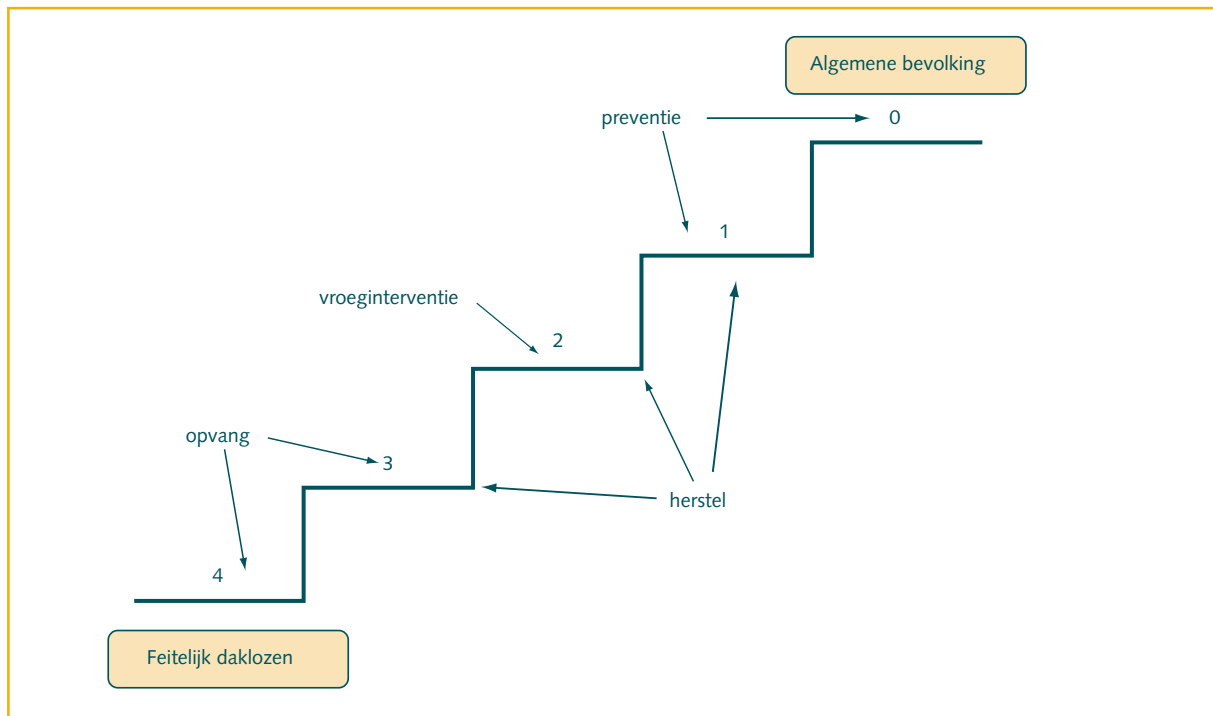 Algemene bevolking
preventie
0
1
vroeginterventie
2
opvang
3
herstel
4
Feitelijk daklozen